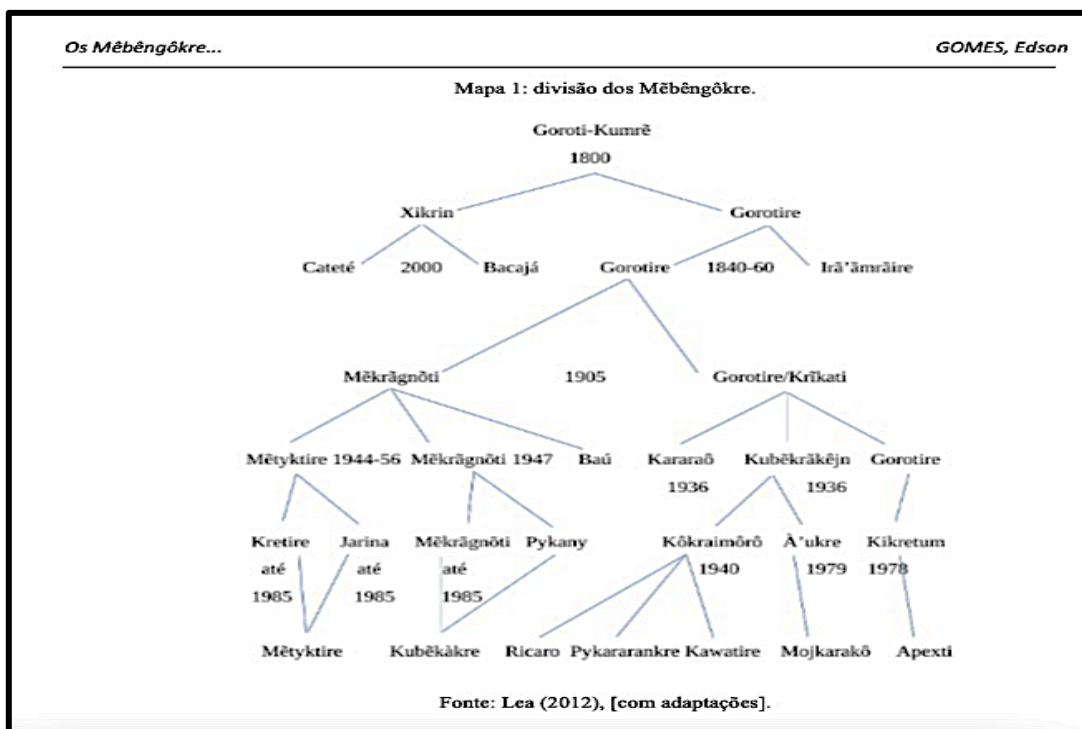 Os Mêbêngôkre... GOMES, Edson
Mapa 1: divisão dos Mẽbêngôkre.
Goroti-Kumrẽ
1800
Xikrin Gorotire
Cateté 2000 Bacajá Gorotire 1840-60 Irã'ãmrãire
Mẽkrãgnõti 1905 Gorotire/Krĩkati
Mẽtyktire 1944-56 Mẽkrãgnõti 1947 Baú Kararaô Kubẽkrãkêjn Gorotire
1936 1936
Kretire Jarina Mẽkrãgnõti Pykany Kôkraimôrô À'ukre Kikretum
até até até 1940 1979 1978
1985 1985 1985
Mẽtyktire Kubẽkàkre Ricaro Pykararankre Kawatire Mojkarakô Apexti
Fonte: Lea (2012), [com adaptações].